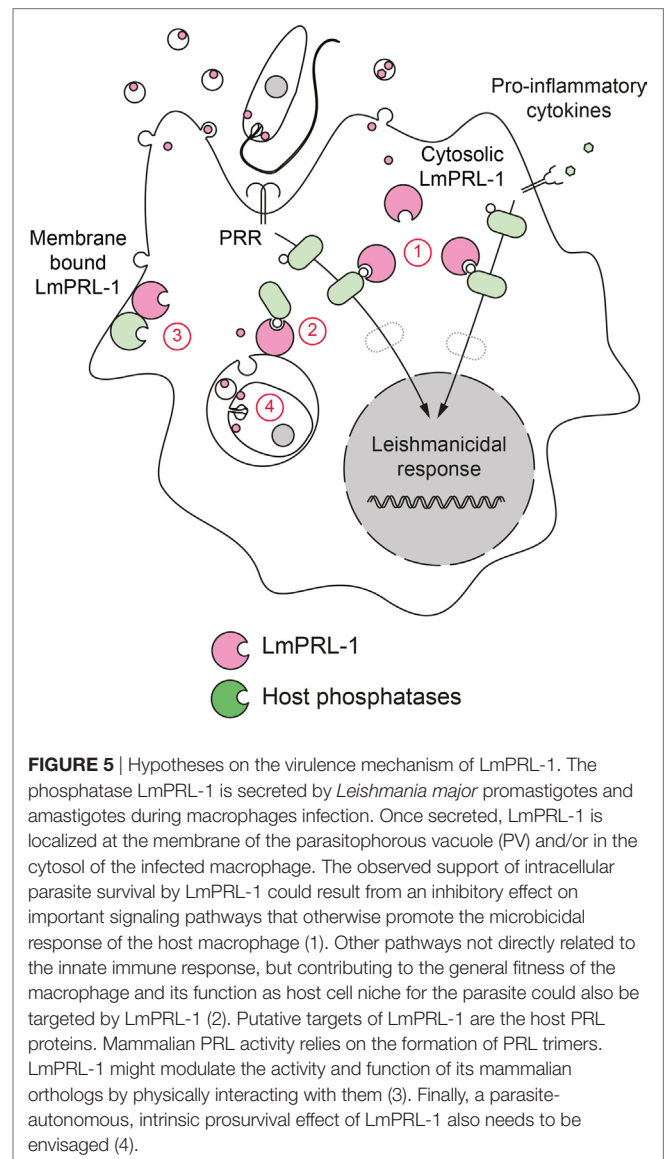 Pro-inflammatory
cytokines
Cytosolic
LmPRL-1
PRR
Membrane
bound
LmPRL-1
1
2
3
4
Leishmanicidal
response
LmPRL-1
Host phosphatases
FIGURE 5 | Hypotheses on the virulence mechanism of LmPRL-1. The
phosphatase LmPRL-1 is secreted by Leishmania major promastigotes and
amastigotes during macrophages infection. Once secreted, LmPRL-1 is
localized at the membrane of the parasitophorous vacuole (PV) and/or in the
cytosol of the infected macrophage. The observed support of intracellular
parasite survival by LmPRL-1 could result from an inhibitory effect on
important signaling pathways that otherwise promote the microbicidal
response of the host macrophage (1). Other pathways not directly related to
the innate immune response, but contributing to the general fitness of the
macrophage and its function as host cell niche for the parasite could also be
targeted by LmPRL-1 (2). Putative targets of LmPRL-1 are the host PRL
proteins. Mammalian PRL activity relies on the formation of PRL trimers.
LmPRL-1 might modulate the activity and function of its mammalian
orthologs by physically interacting with them (3). Finally, a parasite-
autonomous, intrinsic prosurvival effect of LmPRL-1 also needs to be
envisaged (4).